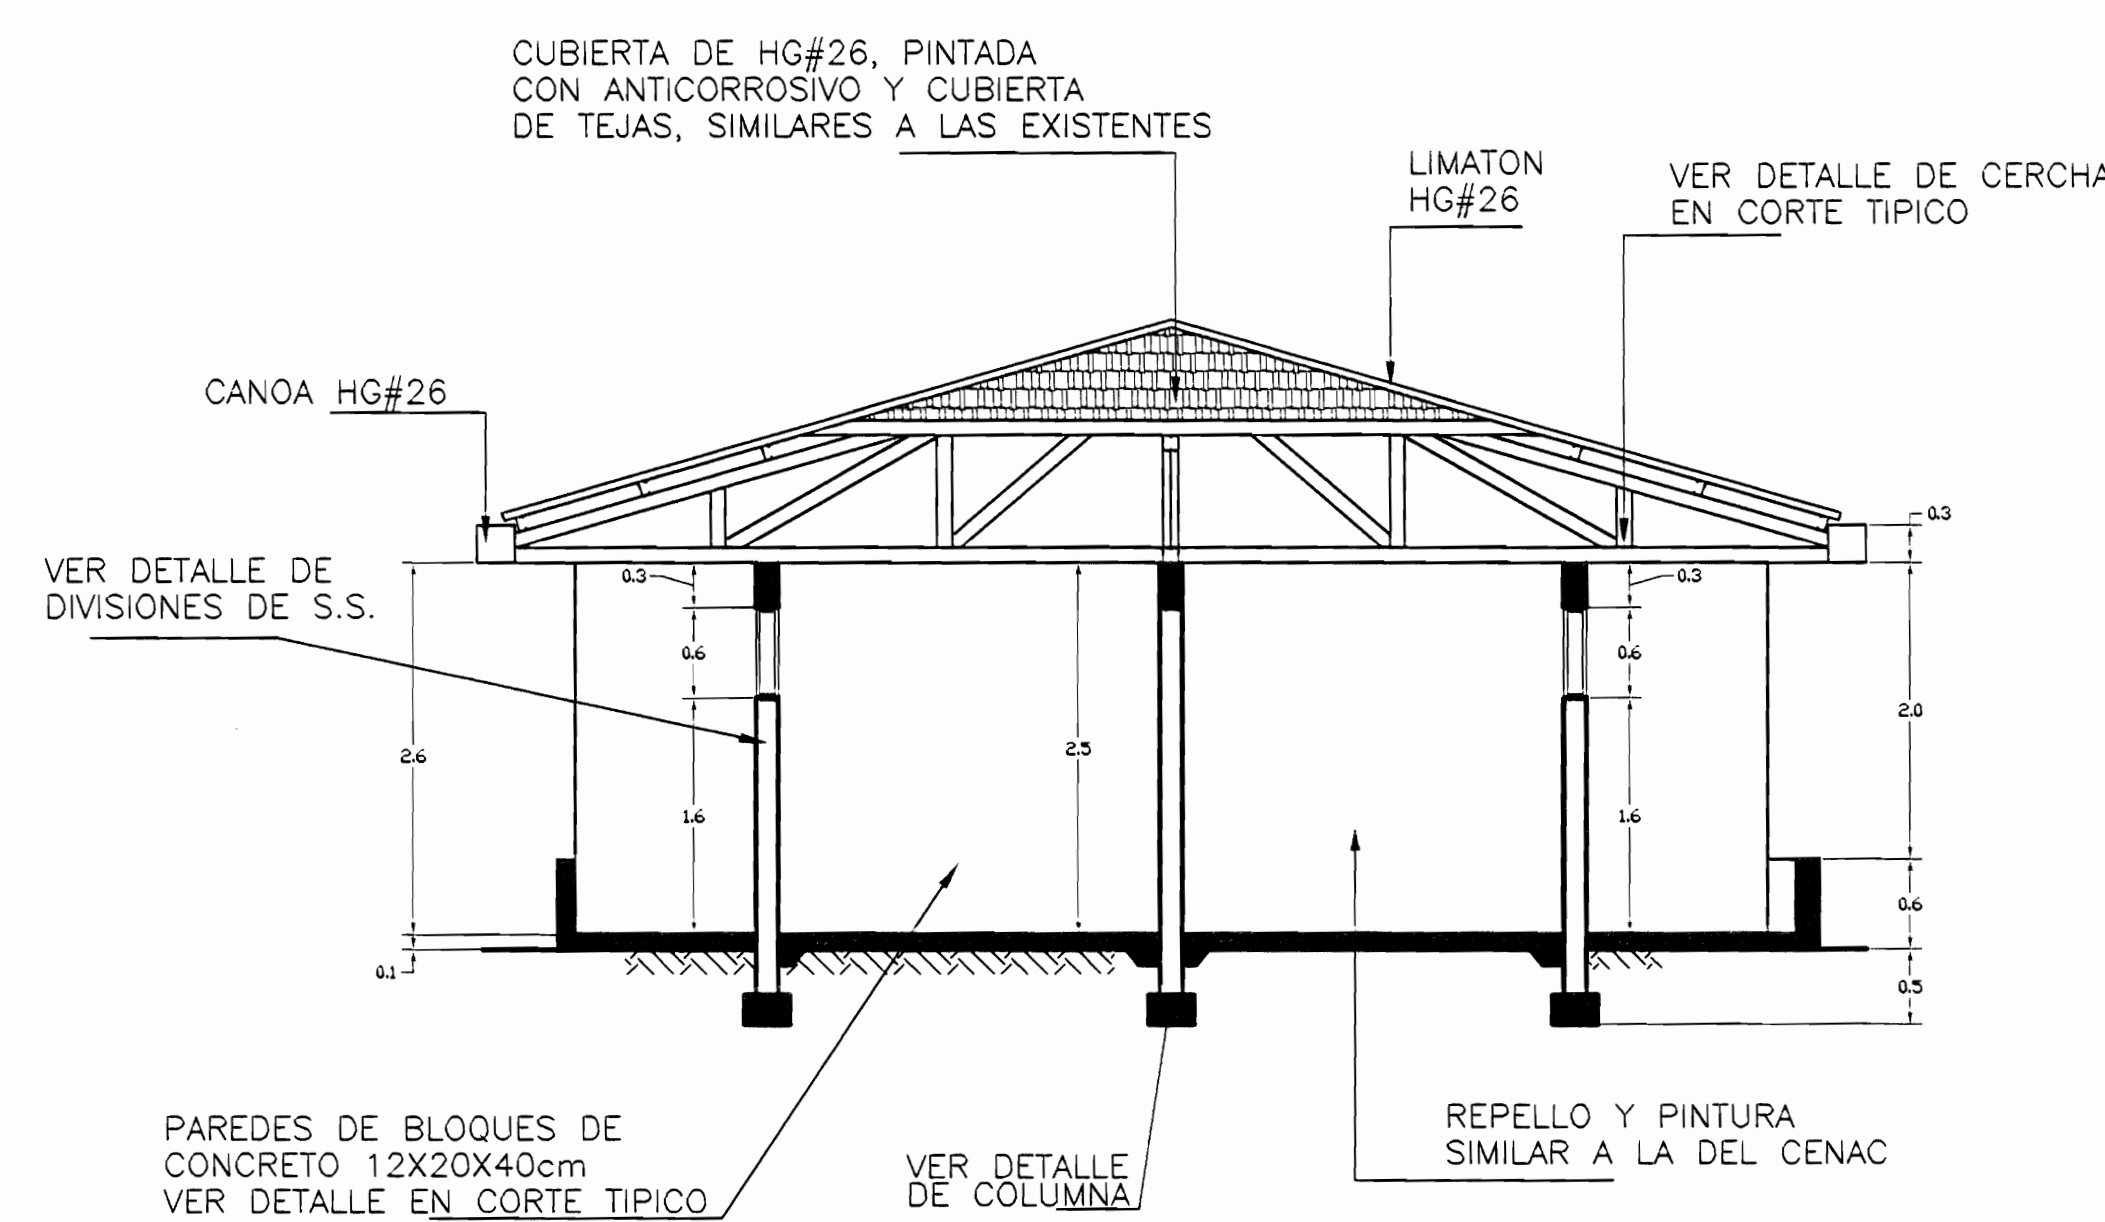 CUBIERTA DE HG#26, PINTADA
CON ANTICORROSIVO Y CUBIERTA
DE TEJAS, SIMILARES A LAS EXISTENTES
LIMATON
HG#26
VER DETALLE DE CERCHA
EN CORTE TIPICO
CANOA HG#26
0.3
VER DETALLE DE
DIVISIONES DE S.S.
0.3
0.3
0.6
0.6
2.0
2.6
2.5
1.6
1.6
0.6
0.1
0.5
PAREDES DE BLOQUES DE
CONCRETO 12X20X40cm
VER DETALLE EN CORTE TIPICO
VER DETALLE
DE COLUMNA
REPELLO Y PINTURA
SIMILAR A LA DEL CENAC